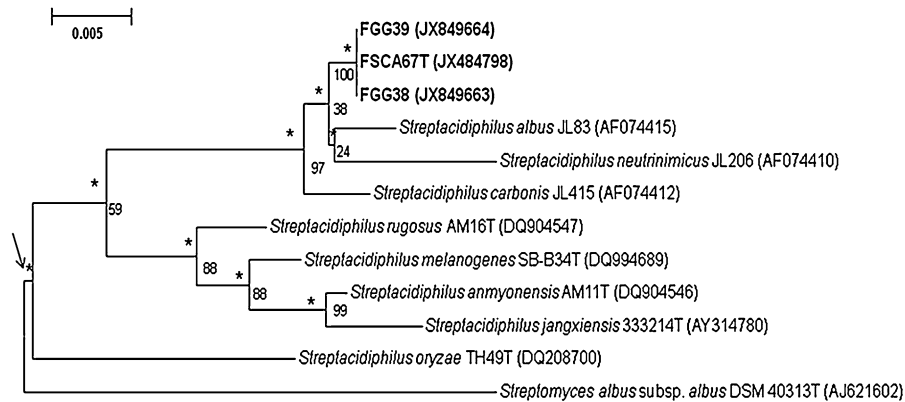 0.005
*
FGG39 (JX849664)
100
FSCA67T (JX484798)
*
38
FGG38 (JX849663)
*
*
Streptacidiphilus albus JL83 (AF074415)
24
Streptacidiphilus neutrinimicus JL206 (AF074410)
97
*
59
Streptacidiphilus carbonis JL415 (AF074412)
*
88
Streptacidiphilus rugosus AM16T (DQ904547)
*
88
Streptacidiphilus melanogenes SB-B34T (DQ994689)
*
99
Streptacidiphilus anmyonensis AM11T (DQ904546)
Streptacidiphilus jangxiensis 333214T (AY314780)
*
Streptacidiphilus oryzae TH49T (DQ208700)
Streptomyces albus subsp. albus DSM 40313T (AJ621602)